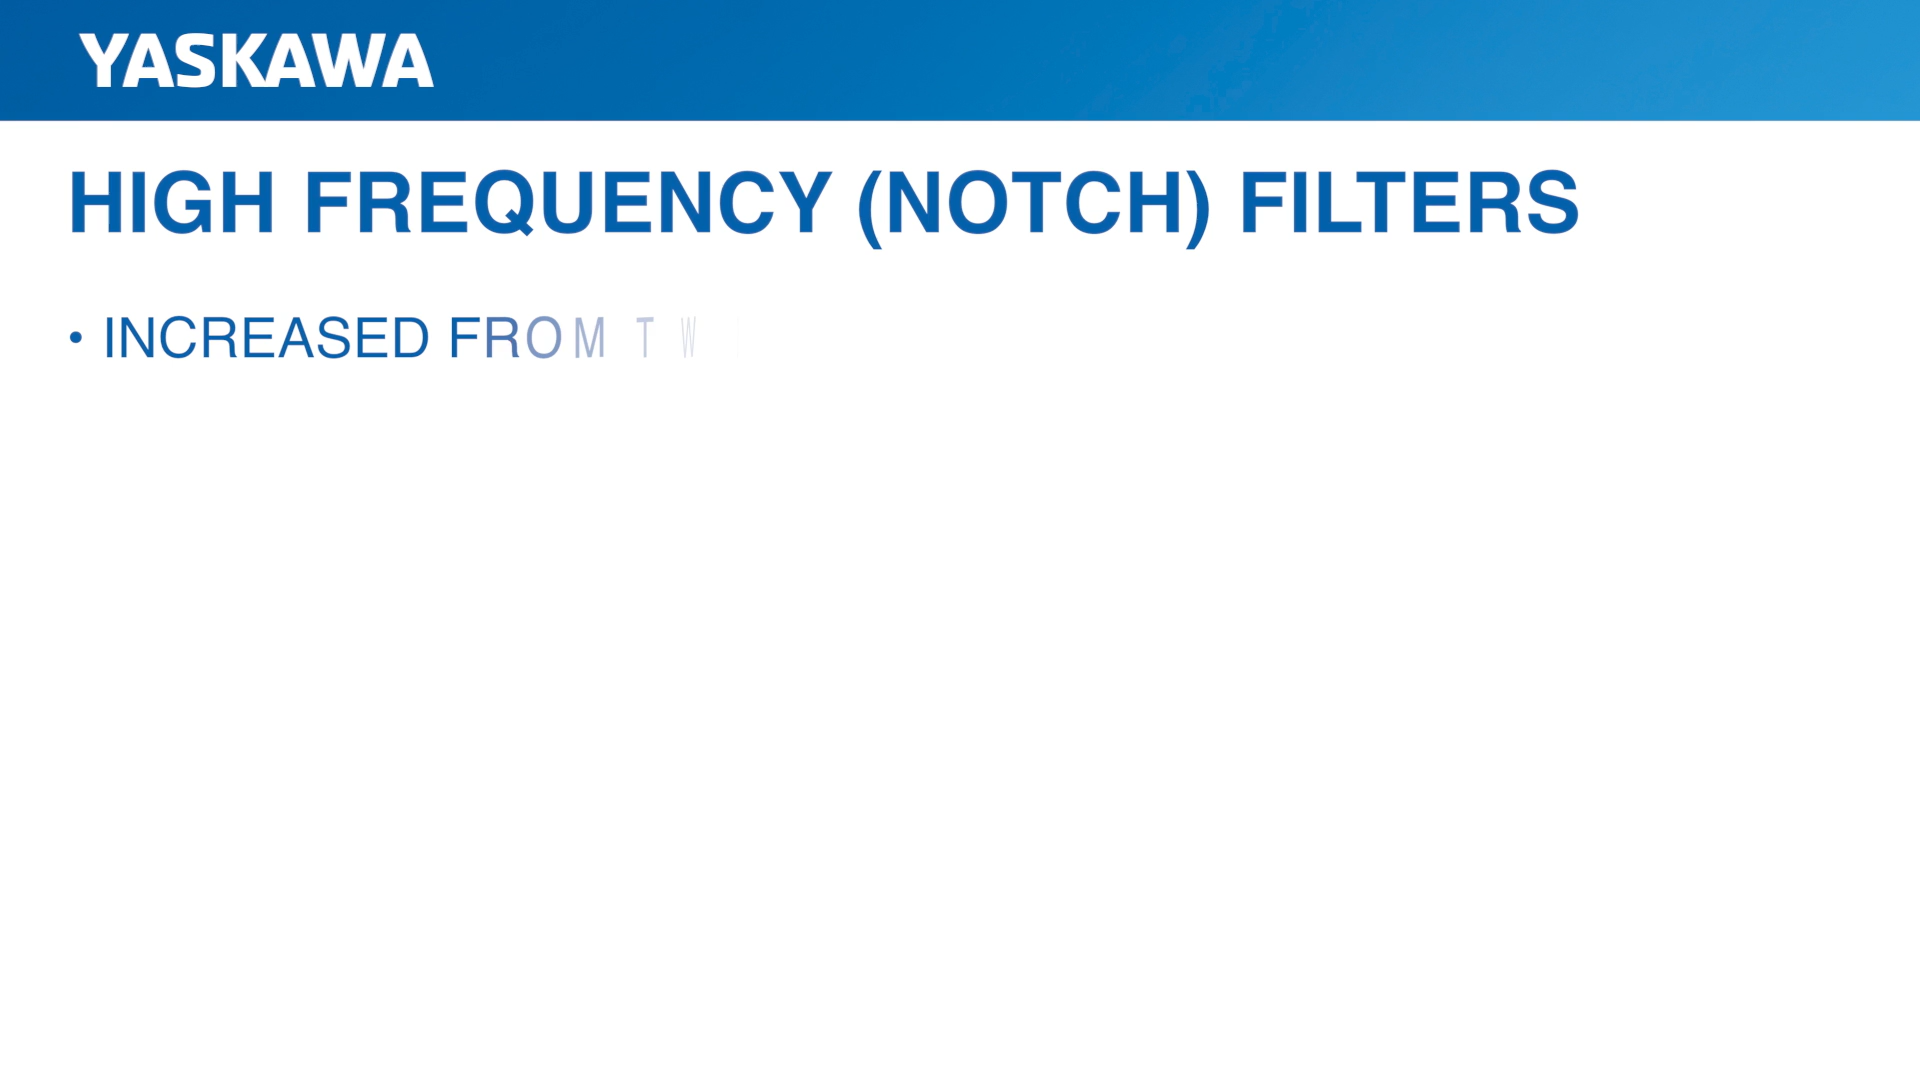 YASKAWA
HIGH FREQUENCY (NOTCH) FILTERS
• INCREASED FROM T W